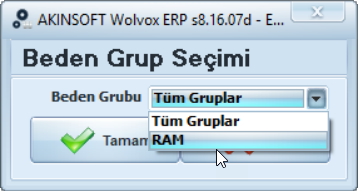 AKINSOFT Wolvox ERP s8.16.07d - E...
Beden Grup Seçimi
Beden Grubu Tüm Gruplar
Tüm Gruplar
RAM
Tamam